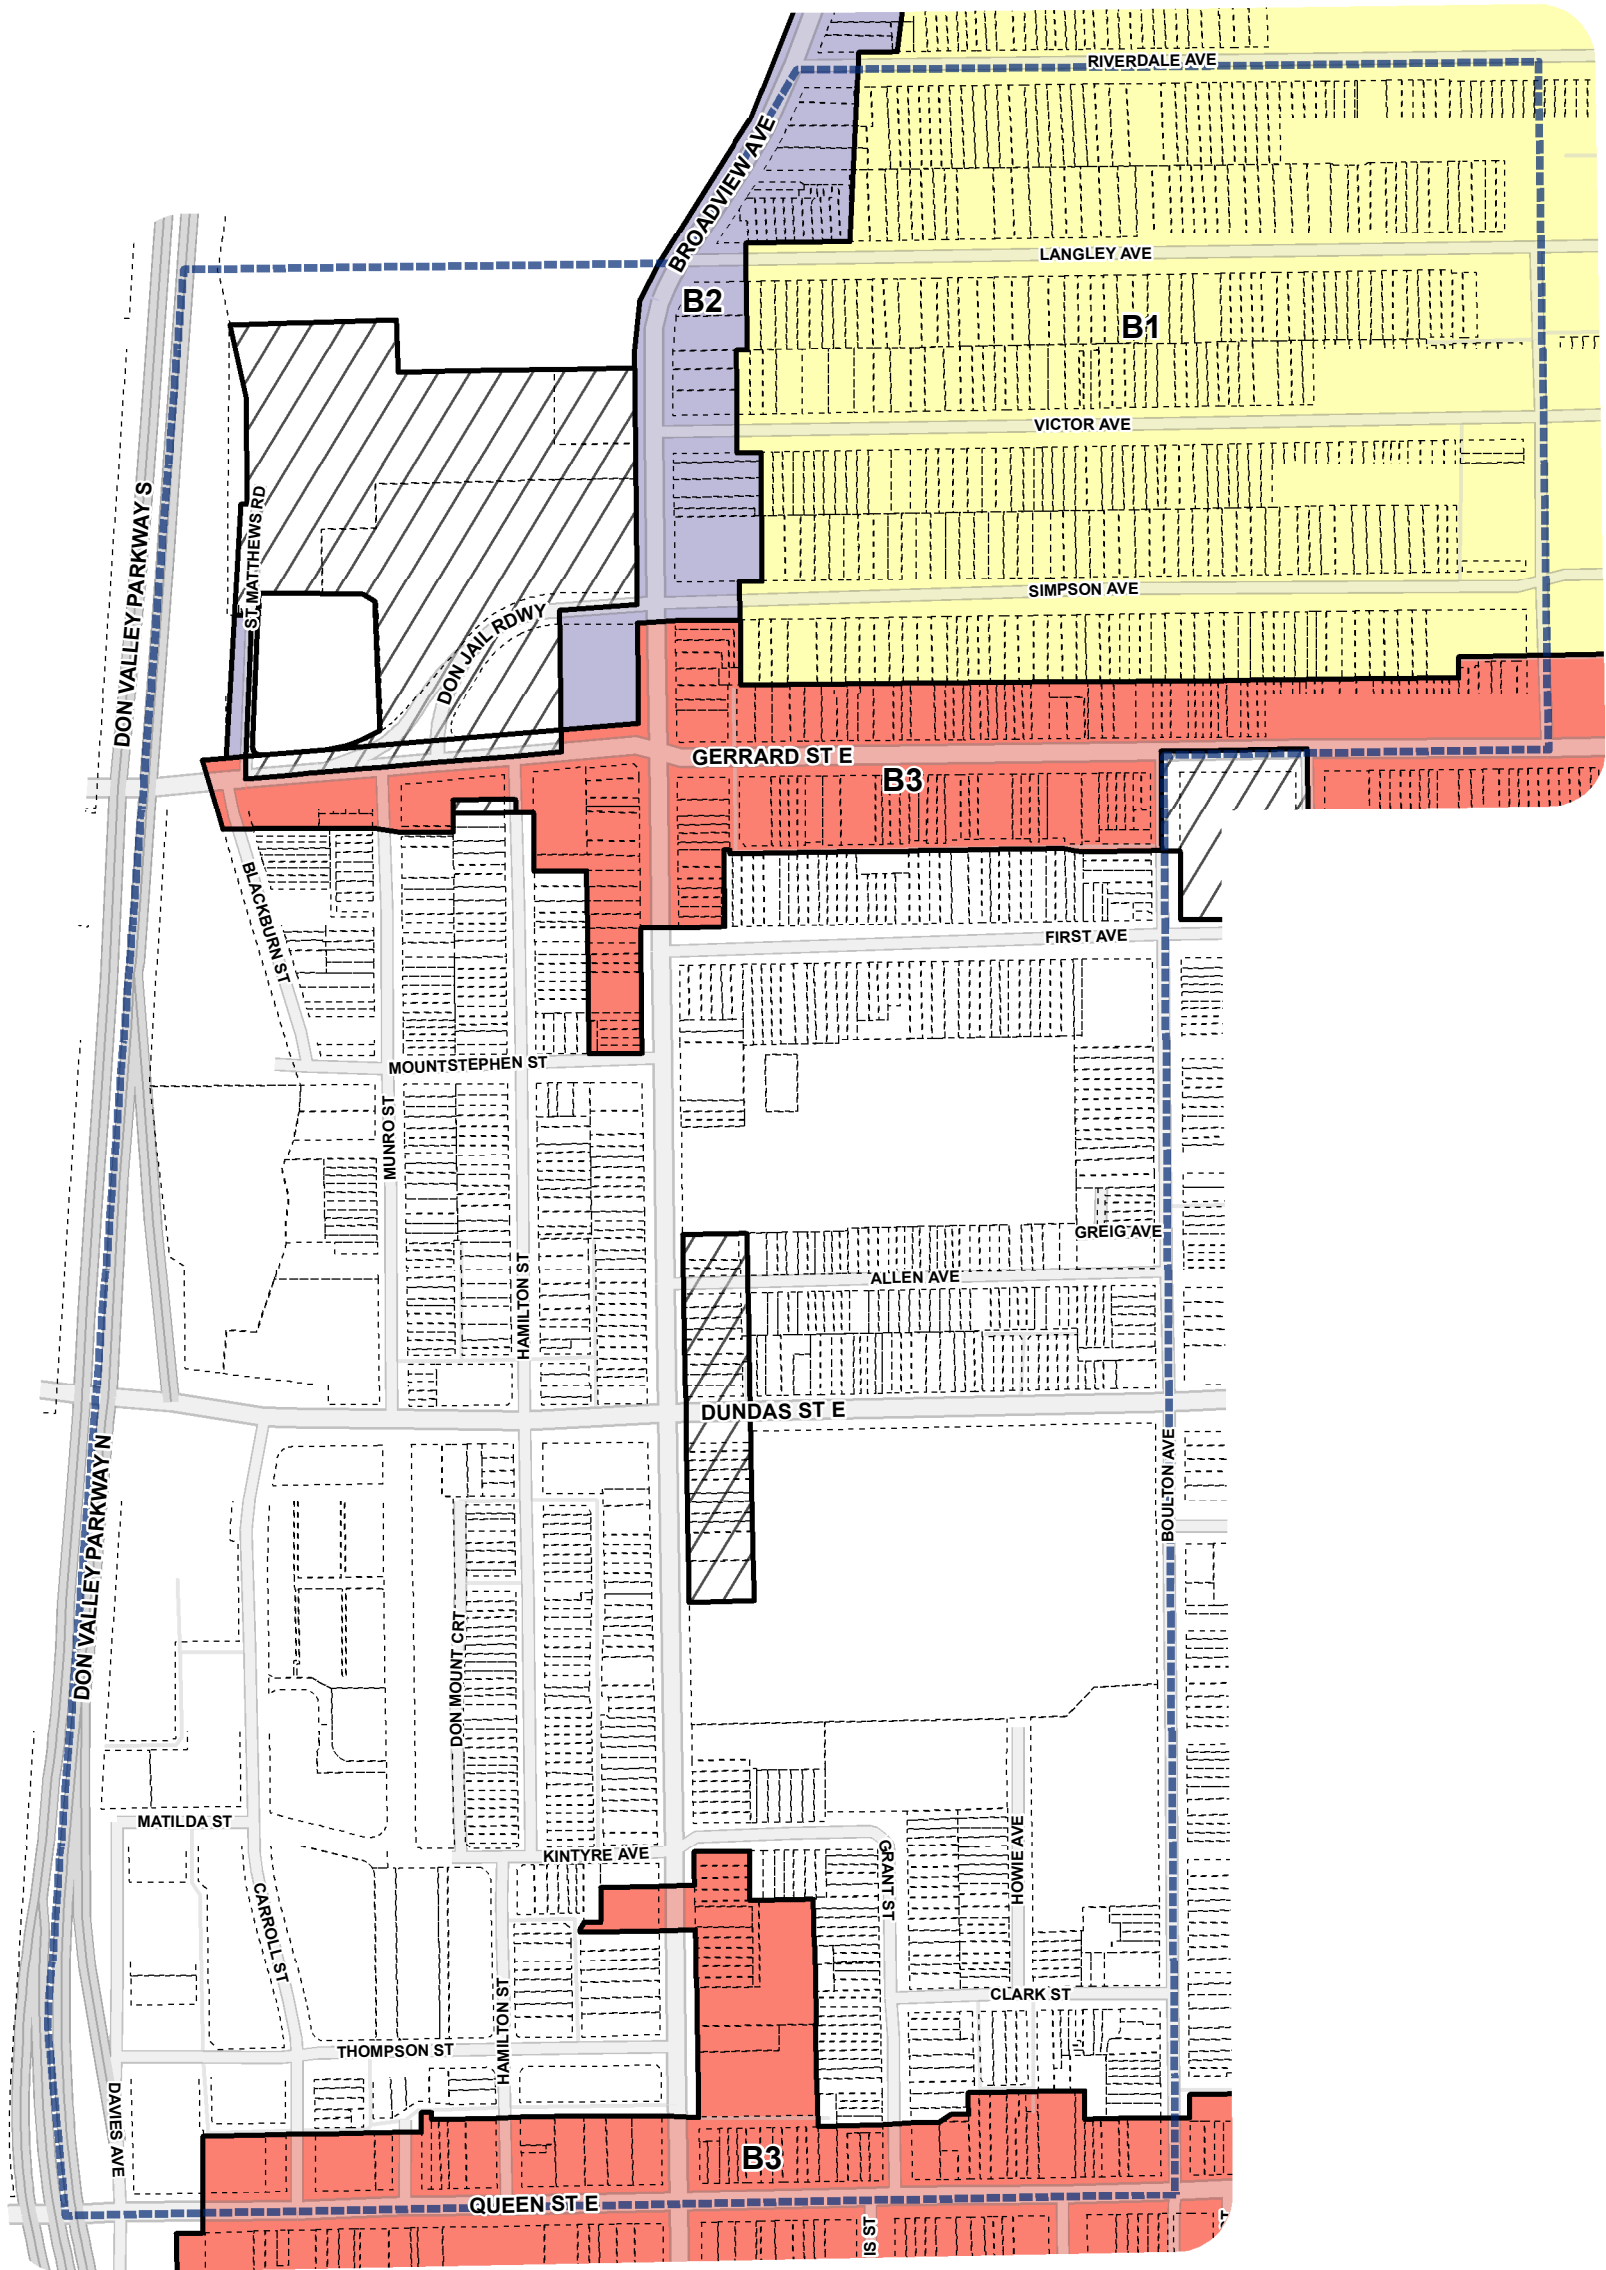 RIVERDALE AVE
BROADVIEW AVE
LANGLEY AVE
B2
B1
VICTOR AVE
DON VALLEY PARKWAY S
ST MATTHEWS RD
SIMPSON AVE
DON JAIL RDWY
GERRARD ST E
B3
BLACKBURN ST
FIRST AVE
MOUNTSTEPHEN ST
MUNRO ST
GREIG AVE
ALLEN AVE
HAMILTON ST
DUNDAS ST E
DON VALLEY PARKWAY N
BOULTON AVE
DON MOUNT CRT
MATILDA ST
KINTYRE AVE
GRANT ST
HOWIE AVE
CARROLL ST
CLARK ST
HAMILTON ST
THOMPSON ST
DAVIES AVE
B3
QUEEN ST E
IS ST